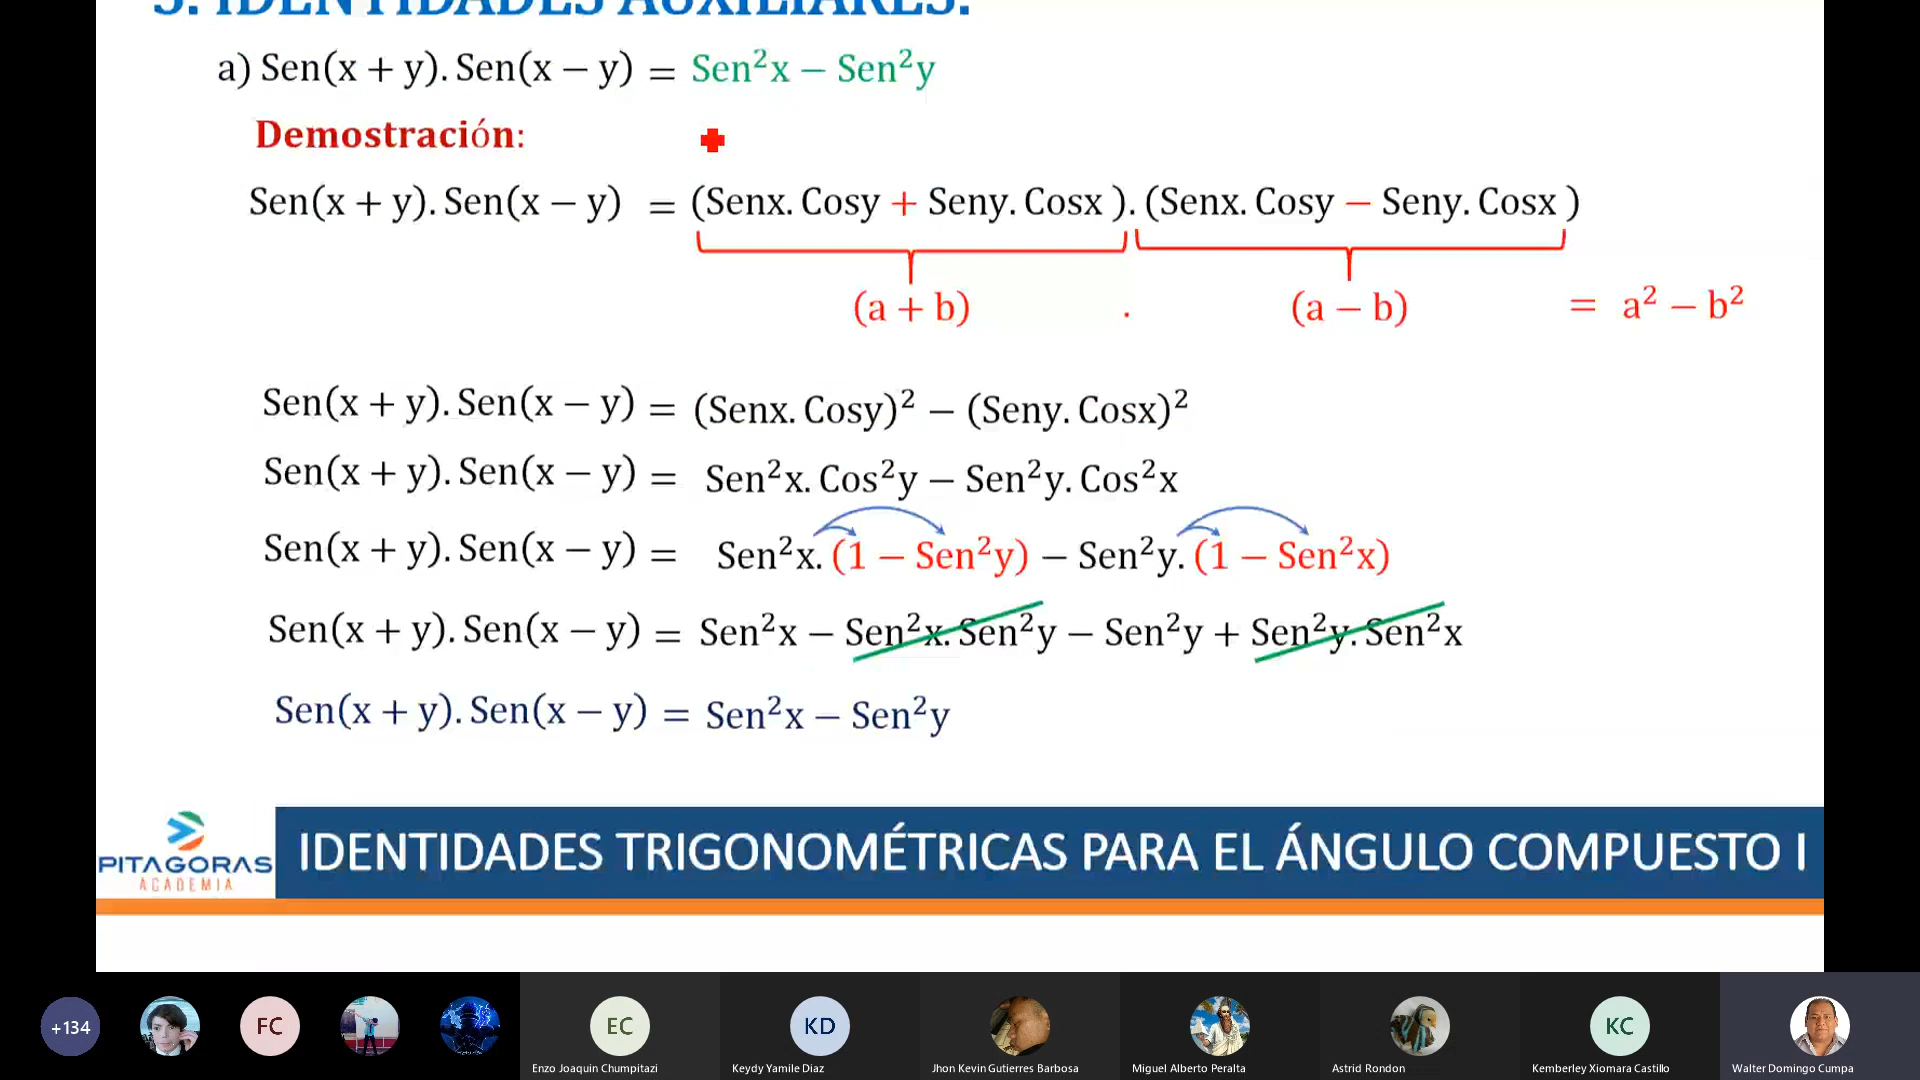 3. IDENTIDADES AUXILIARES:
a) Sen(x + y). Sen(x − y) = Sen²x − Sen²y
Demostración:
Sen(x + y). Sen(x − y) = (Senx. Cosy + Seny. Cosx ). (Senx. Cosy − Seny. Cosx )
(a + b) . (a − b) = a² − b²
Sen(x + y). Sen(x − y) = (Senx. Cosy)² − (Seny. Cosx)²
Sen(x + y). Sen(x − y) = Sen²x. Cos²y − Sen²y. Cos²x
Sen(x + y). Sen(x − y) = Sen²x. (1 − Sen²y) − Sen²y. (1 − Sen²x)
Sen(x + y). Sen(x − y) = Sen²x − Sen²x. Sen²y − Sen²y + Sen²y. Sen²x
Sen(x + y). Sen(x − y) = Sen²x − Sen²y
PITAGORAS
ACADEMIA
IDENTIDADES TRIGONOMÉTRICAS PARA EL ÁNGULO COMPUESTO I
+134
FC
EC
KD
KC
Enzo Joaquin Chumpitazi
Keydy Yamile Diaz
Jhon Kevin Gutierres Barbosa
Miguel Alberto Peralta
Astrid Rondon
Kemberley Xiomara Castillo
Walter Domingo Cumpa